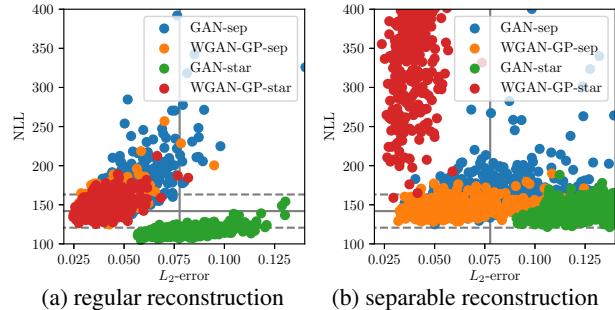 400
350
300
250
200
150
100
NLL
GAN-sep
WGAN-GP-sep
GAN-star
WGAN-GP-star
0.025 0.050 0.075 0.100 0.125
L2-error
(a) regular reconstruction
400
350
300
250
200
150
100
NLL
GAN-sep
WGAN-GP-sep
GAN-star
WGAN-GP-star
0.025 0.050 0.075 0.100 0.125
L2-error
(b) separable reconstruction